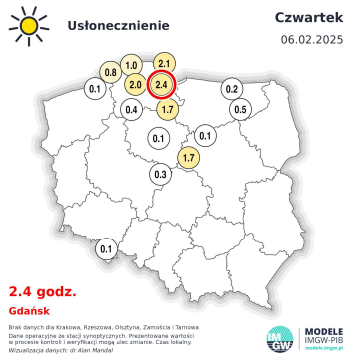 Usłonecznienie
Czwartek
06.02.2025
2.1
1.0
0.8
0.1
2.0
2.4
0.2
0.4
1.7
0.5
0.1
0.1
1.7
0.3
0.1
2.4 godz.
Gdańsk
Brak danych dla Krakowa, Rzeszowa, Olsztyna, Zamościa i Tarnowa
Dane operacyjne ze stacji synoptycznych. Prezentowane wartości
w procesie kontroli i weryfikacji mogą ulec zmianie. Czas lokalny.
Wizualizacja danych: dr Alan Mandal
IM
GW
MODELE
IMGW-PIB
modele.imgw.pl